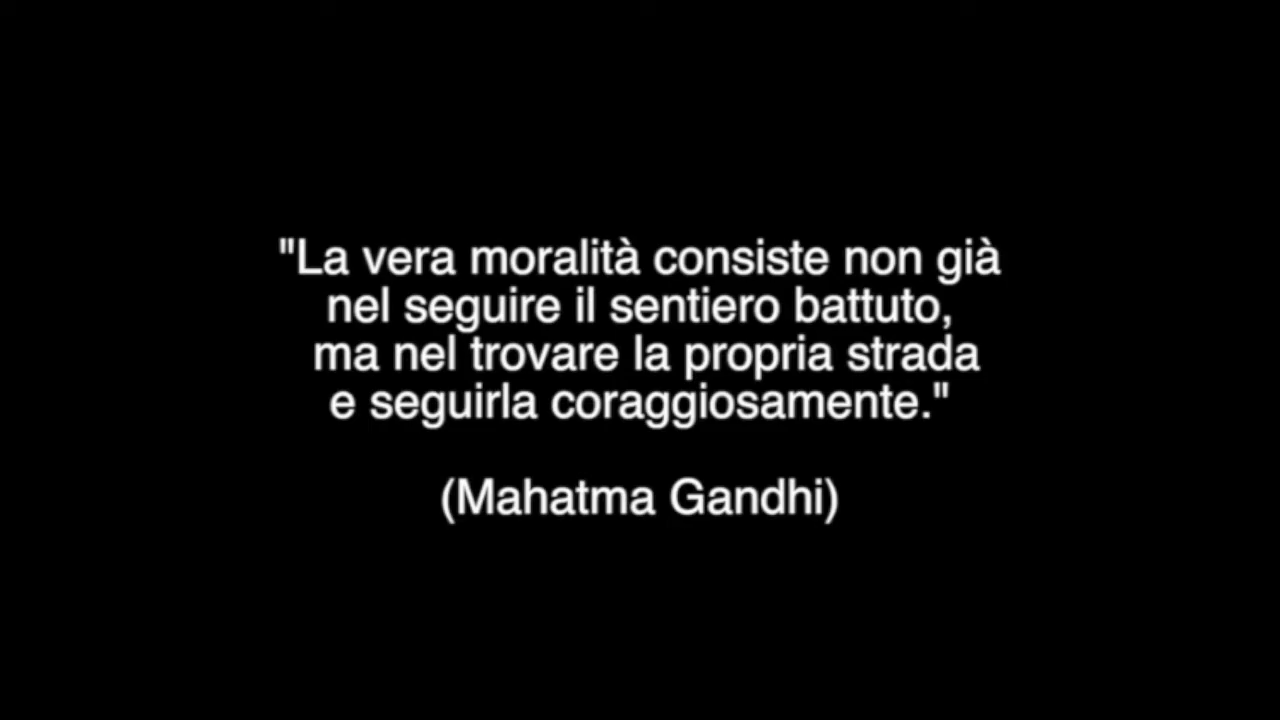 "La vera moralità consiste non già
nel seguire il sentiero battuto,
ma nel trovare la propria strada
e seguirla coraggiosamente."
(Mahatma Gandhi)